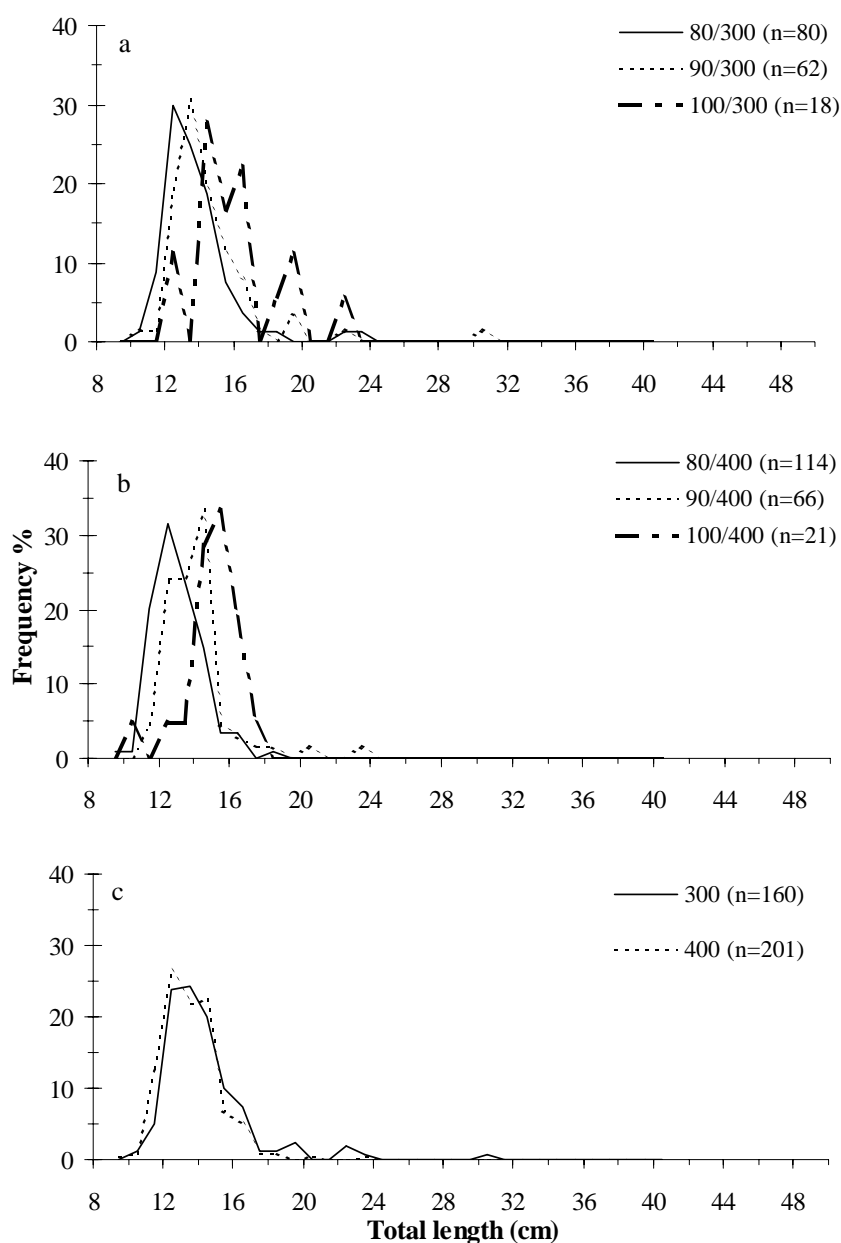 40
a
80/300 (n=80)
90/300 (n=62)
100/300 (n=18)
30
20
10
0
8 12 16 20 24 28 32 36 40 44 48
40
b
80/400 (n=114)
90/400 (n=66)
100/400 (n=21)
30
20
10
0
8 12 16 20 24 28 32 36 40 44 48
Frequency %
40
c
300 (n=160)
400 (n=201)
30
20
10
0
8 12 16 20 24 28 32 36 40 44 48
Total length (cm)